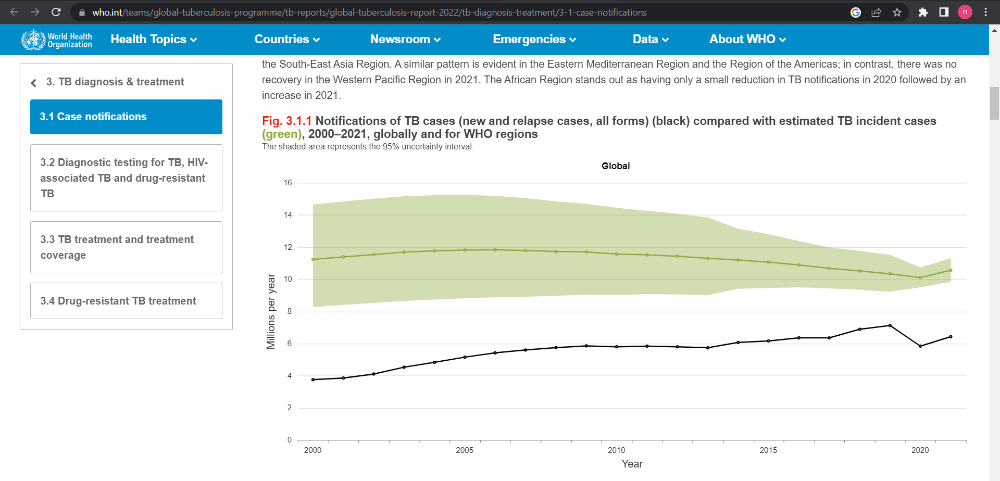 who.int/teams/global-tuberculosis-programme/tb-reports/global-tuberculosis-report-2022/tb-diagnosis-treatment/3-1-case-notifications
n
World Health
Organization
Health Topics
Countries
Newsroom
Emergencies
Data
About WHO
3. TB diagnosis & treatment
3.1 Case notifications
3.2 Diagnostic testing for TB, HIV-
associated TB and drug-resistant
TB
3.3 TB treatment and treatment
coverage
3.4 Drug-resistant TB treatment
the South-East Asia Region. A similar pattern is evident in the Eastern Mediterranean Region and the Region of the Americas; in contrast, there was no
recovery in the Western Pacific Region in 2021. The African Region stands out as having only a small reduction in TB notifications in 2020 followed by an
increase in 2021.
Fig. 3.1.1 Notifications of TB cases (new and relapse cases, all forms) (black) compared with estimated TB incident cases
(green), 2000–2021, globally and for WHO regions
The shaded area represents the 95% uncertainty interval.
Global
Millions per year
16
14
12
10
8
6
4
2
0
2000
2005
2010
2015
2020
Year